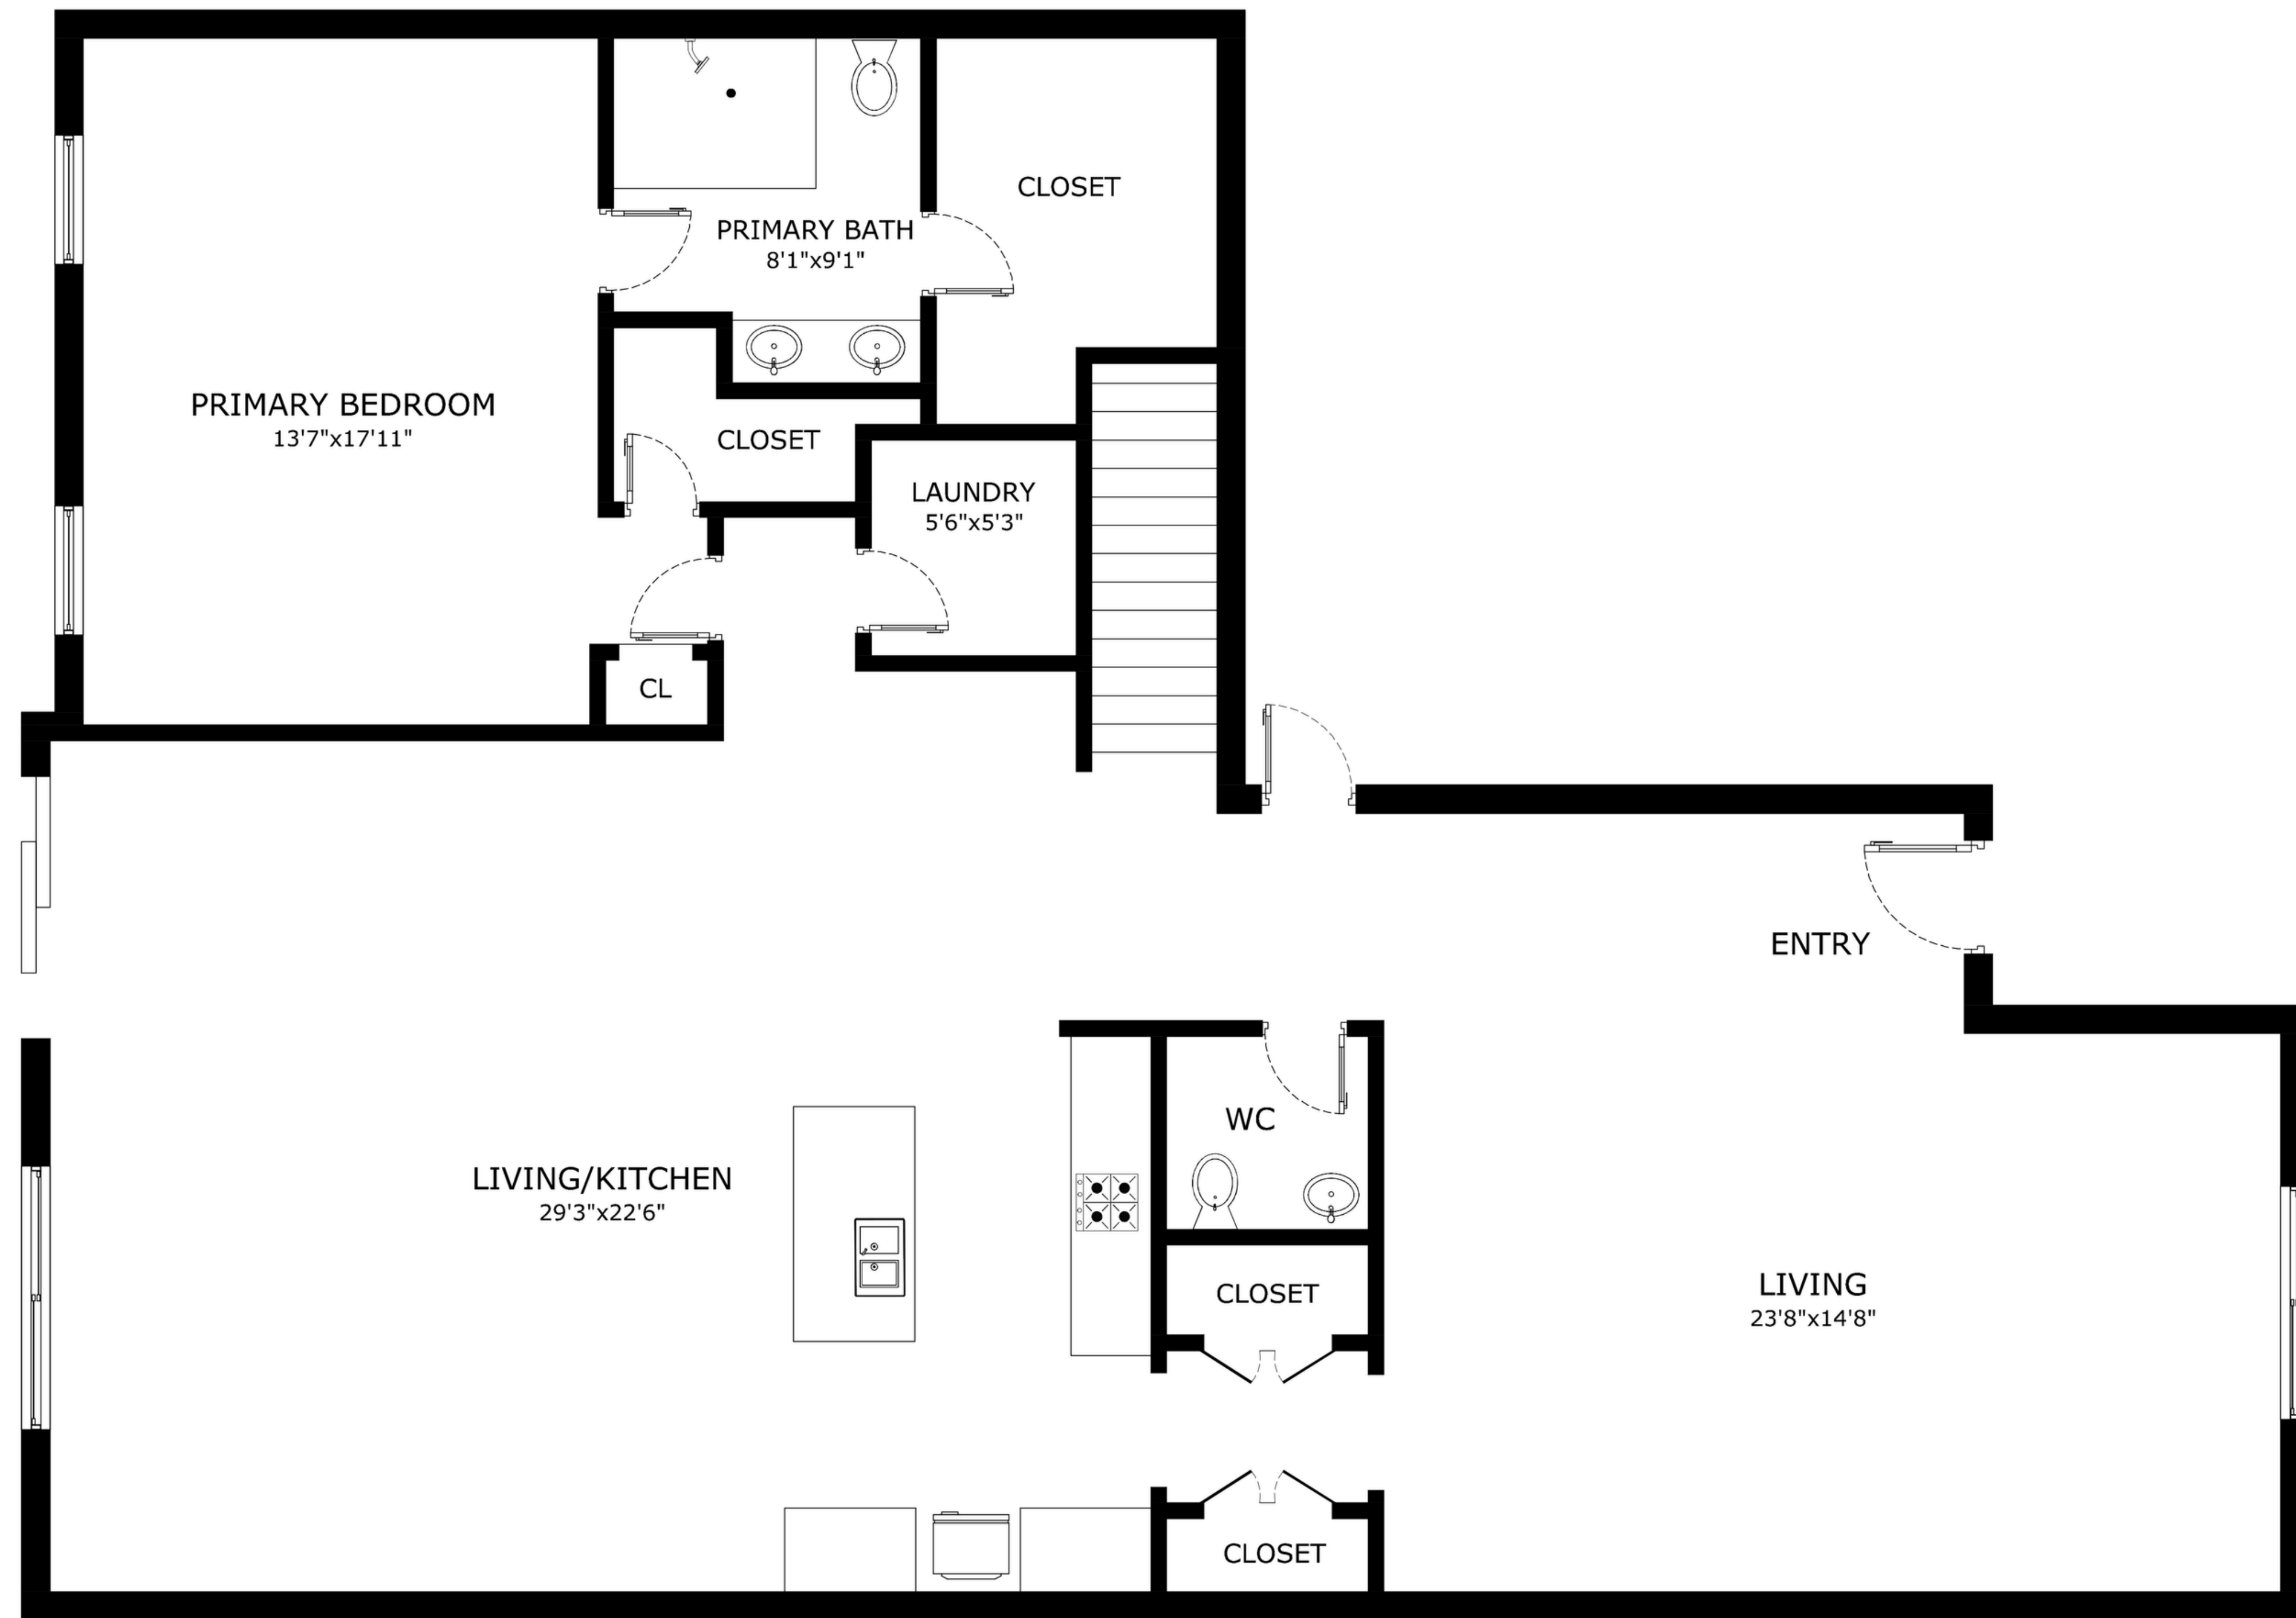 CLOSET
PRIMARY BATH
8'1"x9'1"
PRIMARY BEDROOM
13'7"x17'11"
CLOSET
LAUNDRY
5'6"x5'3"
CL
ENTRY
WC
LIVING/KITCHEN
29'3"x22'6"
CLOSET
LIVING
23'8"x14'8"
CLOSET